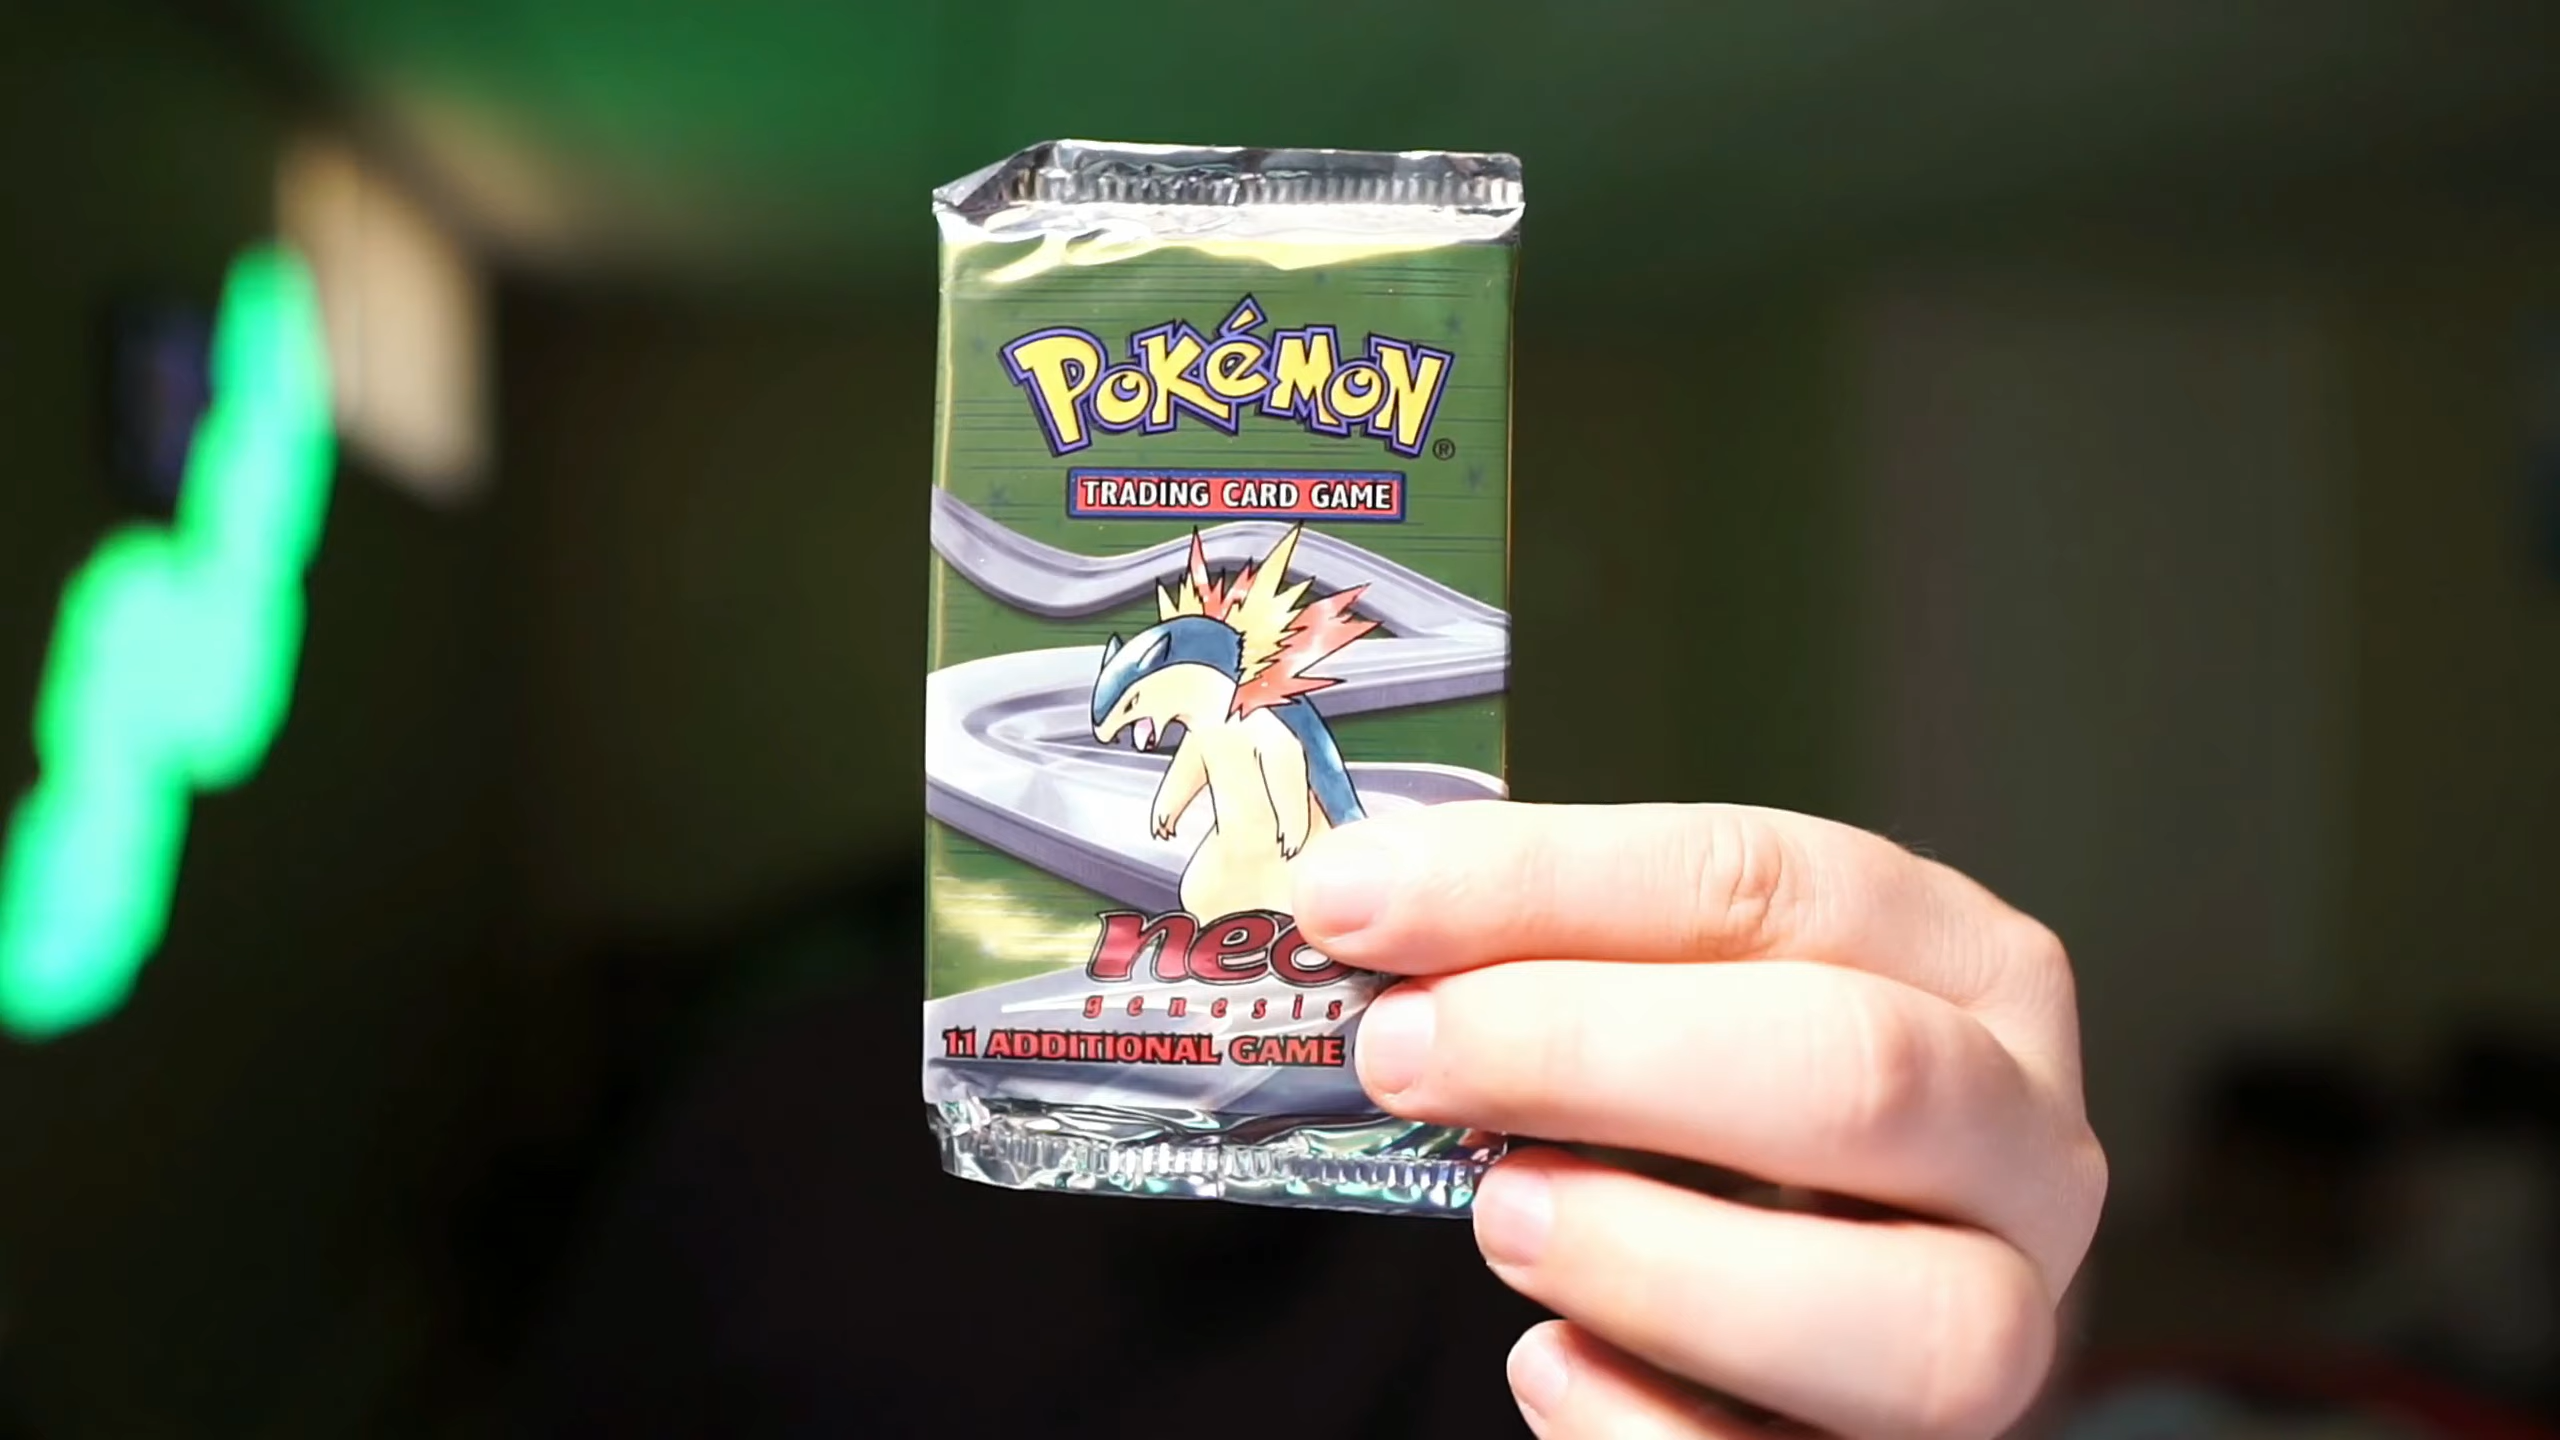 POKéMON®
TRADING CARD GAME
neo
genesis
11 ADDITIONAL GAME